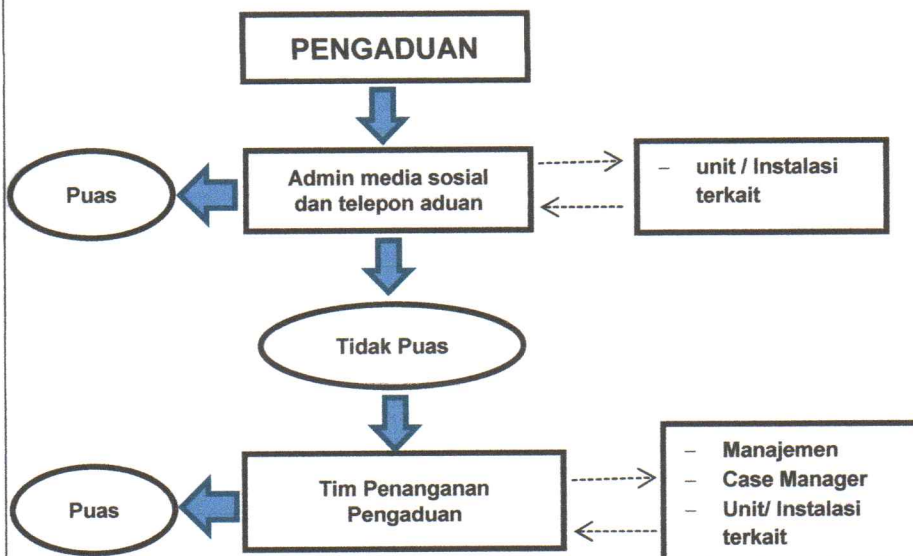 PENGADUAN
Puas
Admin media sosial
dan telepon aduan
– unit / Instalasi
terkait
Tidak Puas
Puas
Tim Penanganan
Pengaduan
– Manajemen
– Case Manager
– Unit/ Instalasi
terkait